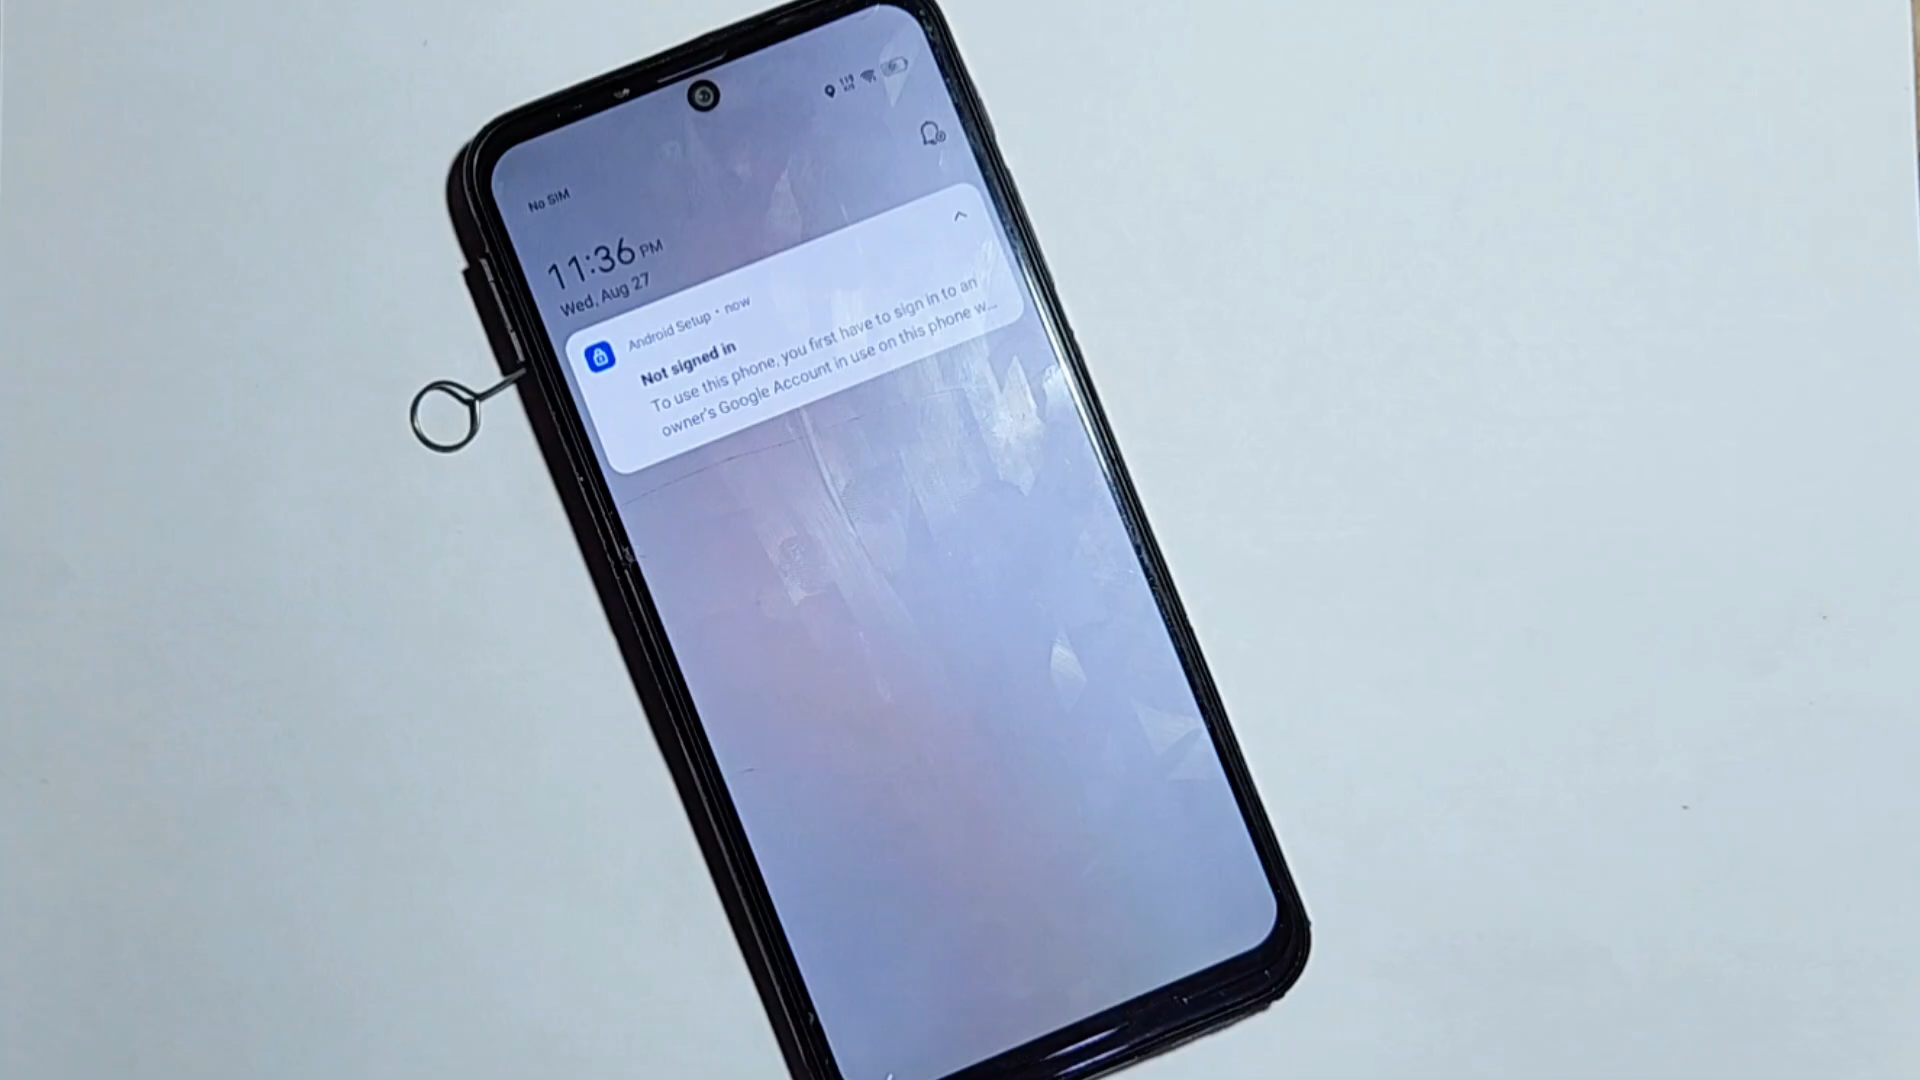 No SIM
11:36 PM
Wed, Aug 27
Android Setup • now
Not signed in
To use this phone, you first have to sign in to an
owner's Google Account in use on this phone w...